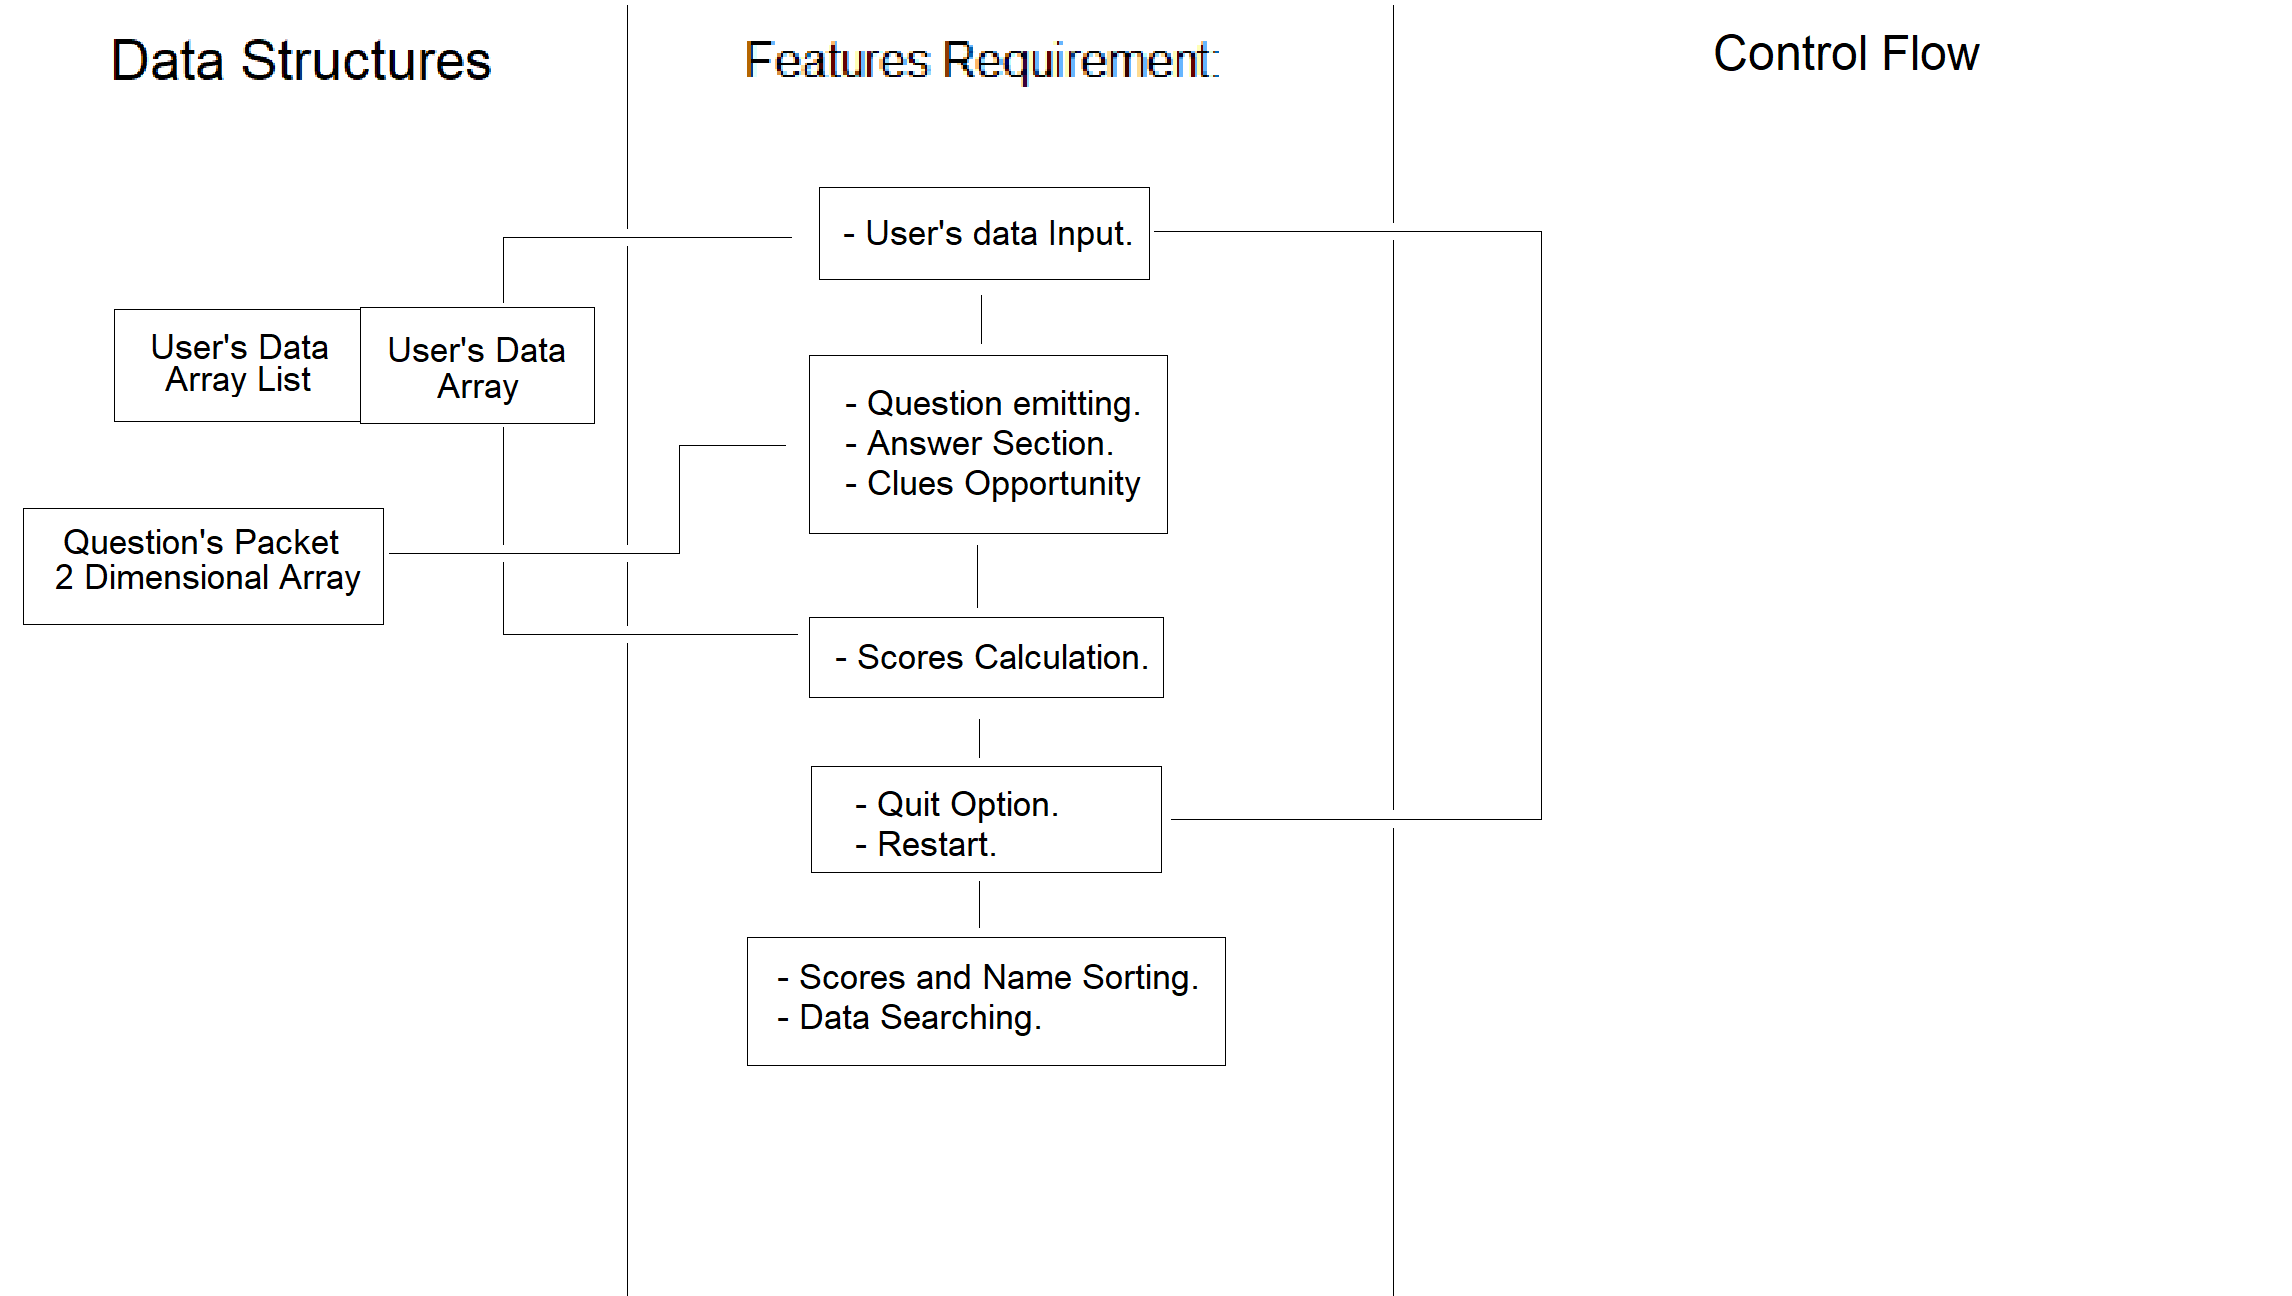 Data Structures
Features Requirement:
Control Flow
- User's data Input.
User's Data
Array List
User's Data
Array
- Question emitting.
- Answer Section.
- Clues Opportunity
Question's Packet
2 Dimensional Array
- Scores Calculation.
- Quit Option.
- Restart.
- Scores and Name Sorting.
- Data Searching.